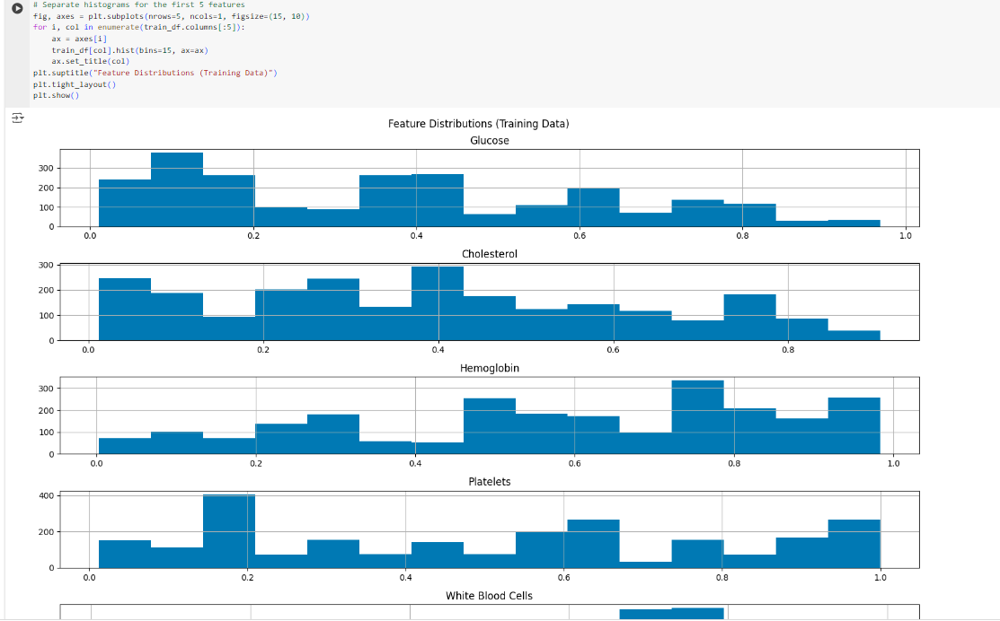 # Separate histograms for the first 5 features
fig, axes = plt.subplots(nrows=5, ncols=1, figsize=(15, 10))
for i, col in enumerate(train_df.columns[:5]):
    ax = axes[i]
    train_df[col].hist(bins=15, ax=ax)
    ax.set_title(col)
plt.suptitle("Feature Distributions (Training Data)")
plt.tight_layout()
plt.show()
Feature Distributions (Training Data)
Glucose
300
200
100
0
0.0 0.2 0.4 0.6 0.8 1.0
Cholesterol
300
200
100
0
0.0 0.2 0.4 0.6 0.8
Hemoglobin
300
200
100
0
0.0 0.2 0.4 0.6 0.8 1.0
Platelets
400
200
0
0.0 0.2 0.4 0.6 0.8 1.0
White Blood Cells